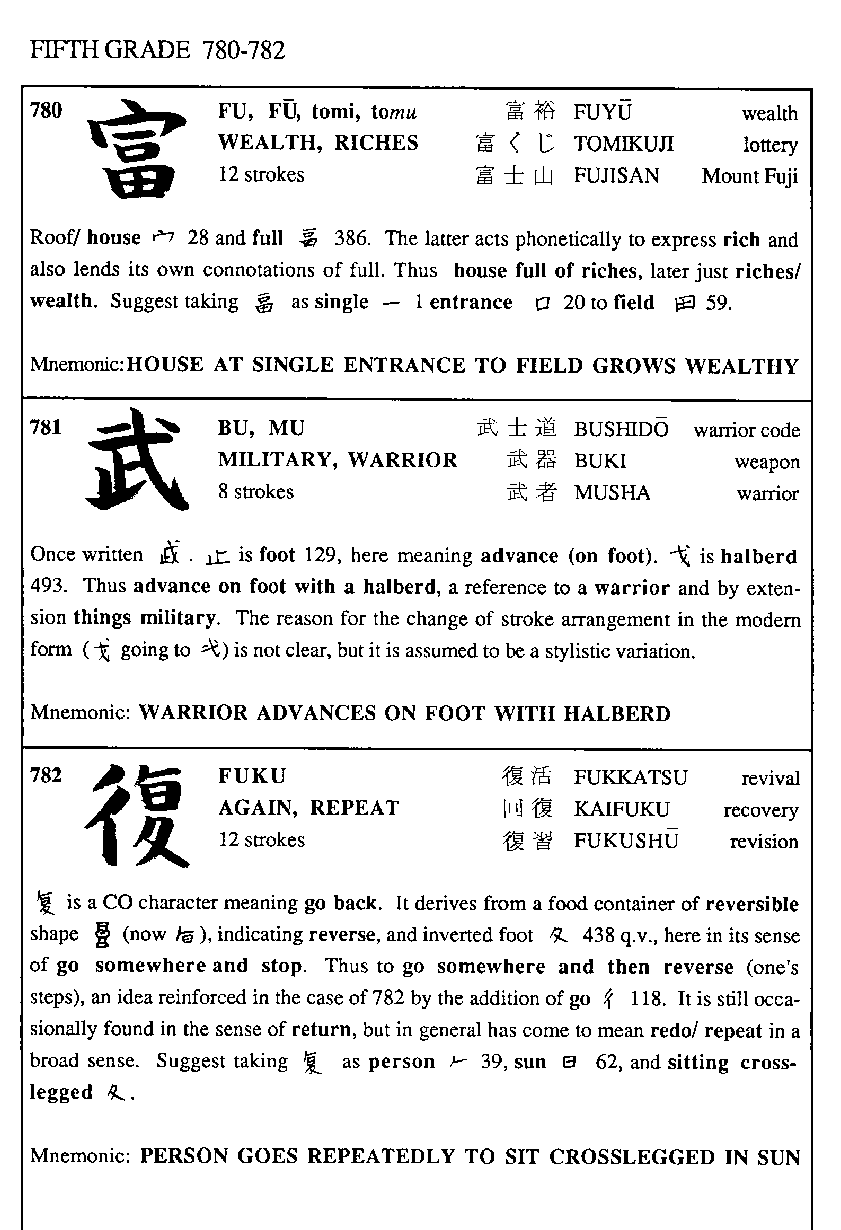 FIFTH GRADE 780-782
780 富 FU, FŪ, tomi, tomu 富裕 FUYŪ wealth
WEALTH, RICHES 富くじ TOMIKUJI lottery
12 strokes 富士山 FUJISAN Mount Fuji
Roof/ house 宀 28 and full 畐 386. The latter acts phonetically to express rich and
also lends its own connotations of full. Thus house full of riches, later just riches/
wealth. Suggest taking 畐 as single 一 1 entrance 口 20 to field 田 59.
Mnemonic: HOUSE AT SINGLE ENTRANCE TO FIELD GROWS WEALTHY
781 武 BU, MU 武士道 BUSHIDŌ warrior code
MILITARY, WARRIOR 武器 BUKI weapon
8 strokes 武者 MUSHA warrior
Once written . 止 is foot 129, here meaning advance (on foot). 戈 is halberd
493. Thus advance on foot with a halberd, a reference to a warrior and by exten-
sion things military. The reason for the change of stroke arrangement in the modern
form ( 戈 going to ) is not clear, but it is assumed to be a stylistic variation.
Mnemonic: WARRIOR ADVANCES ON FOOT WITH HALBERD
782 復 FUKU 復活 FUKKATSU revival
AGAIN, REPEAT 回復 KAIFUKU recovery
12 strokes 復習 FUKUSHŪ revision
复 is a CO character meaning go back. It derives from a food container of reversible
shape (now ), indicating reverse, and inverted foot 夂 438 q.v., here in its sense
of go somewhere and stop. Thus to go somewhere and then reverse (one's
steps), an idea reinforced in the case of 782 by the addition of go 彳 118. It is still occa-
sionally found in the sense of return, but in general has come to mean redo/ repeat in a
broad sense. Suggest taking 复 as person 𠂉 39, sun 日 62, and sitting cross-
legged 夂.
Mnemonic: PERSON GOES REPEATEDLY TO SIT CROSSLEGGED IN SUN